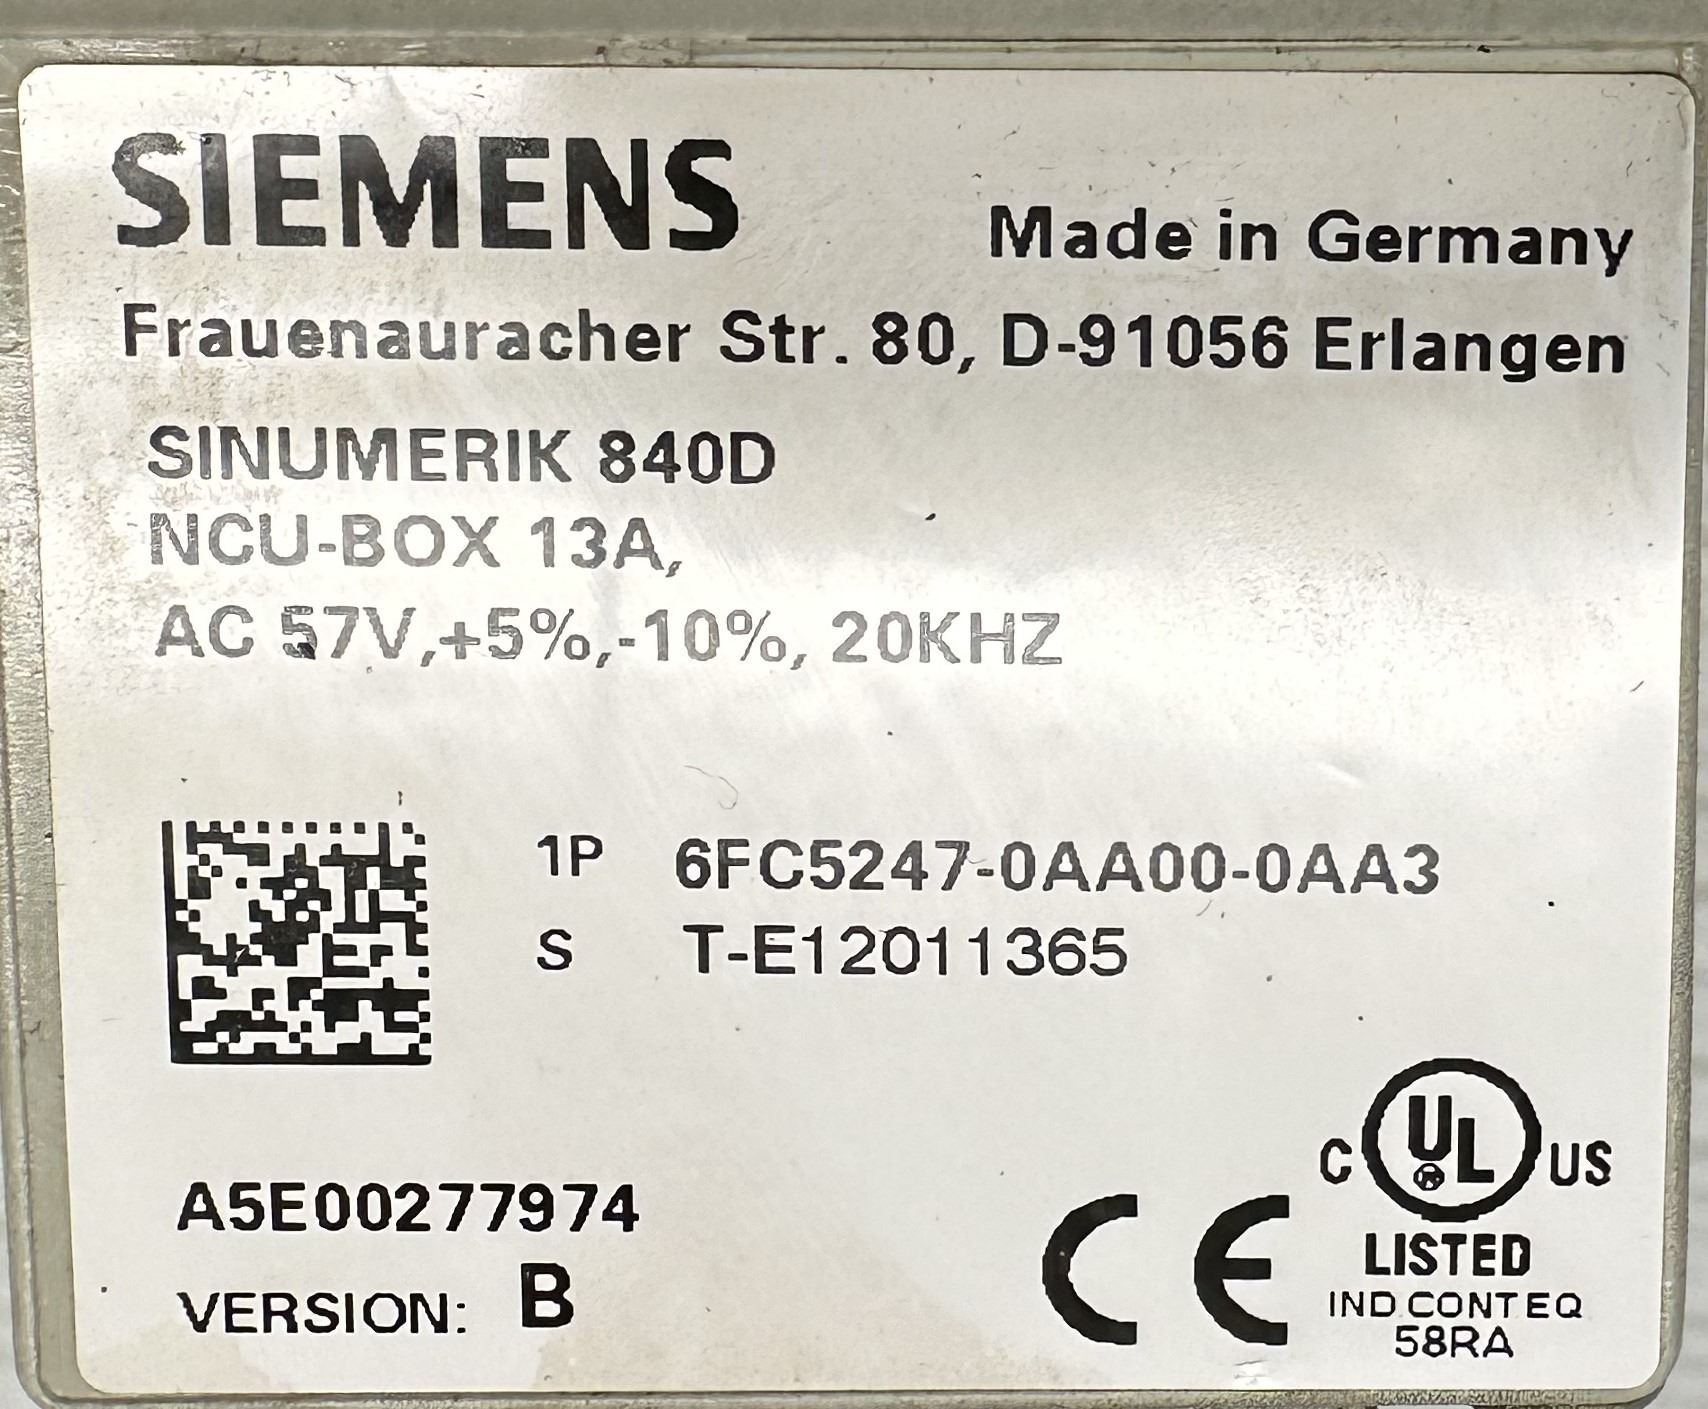 SIEMENS
Made in Germany
Frauenauracher Str. 80, D-91056 Erlangen
SINUMERIK 840D
NCU-BOX 13A,
AC 57V,+5%,-10%, 20KHZ
1P 6FC5247-0AA00-0AA3
S T-E12011365
A5E00277974
VERSION: B
CE
C UL® US
LISTED
IND.CONT EQ
58RA